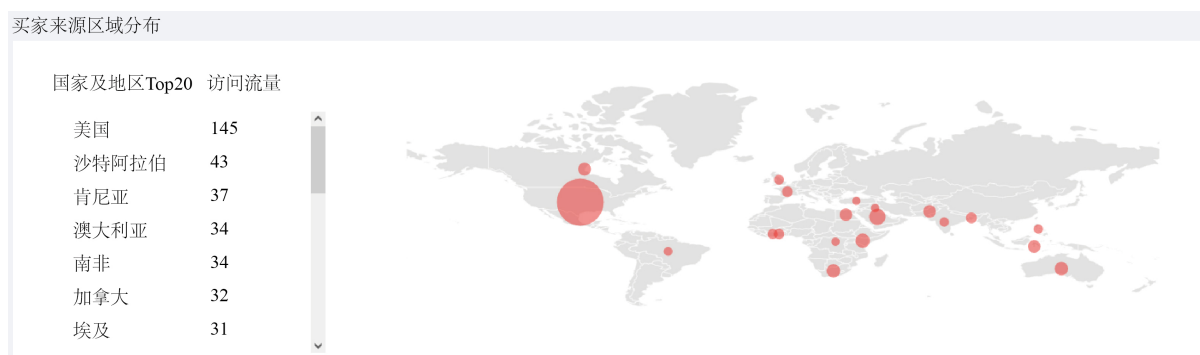 买家来源区域分布
国家及地区Top20 访问流量
美国 145
沙特阿拉伯 43
肯尼亚 37
澳大利亚 34
南非 34
加拿大 32
埃及 31